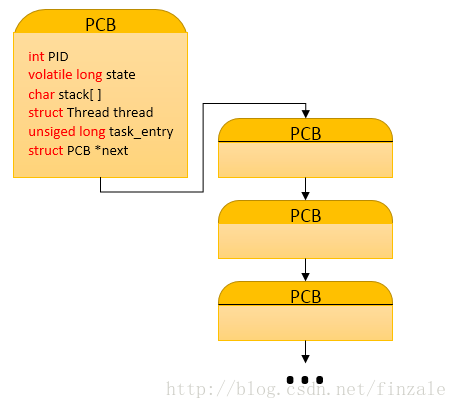 PCB
int PID
volatile long state
char stack[ ]
struct Thread thread
unsiged long task_entry
struct PCB *next
PCB
PCB
PCB
...
http://blog.csdn.net/finzale